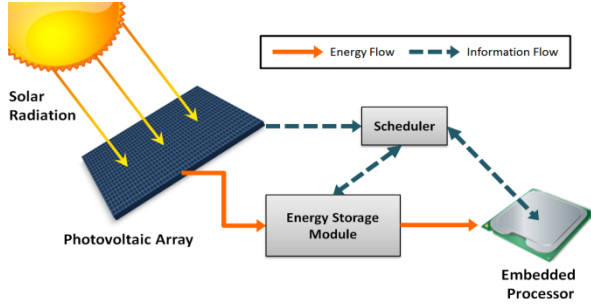 Energy Flow
Information Flow
Solar
Radiation
Scheduler
Energy Storage
Module
Photovoltaic Array
Embedded
Processor